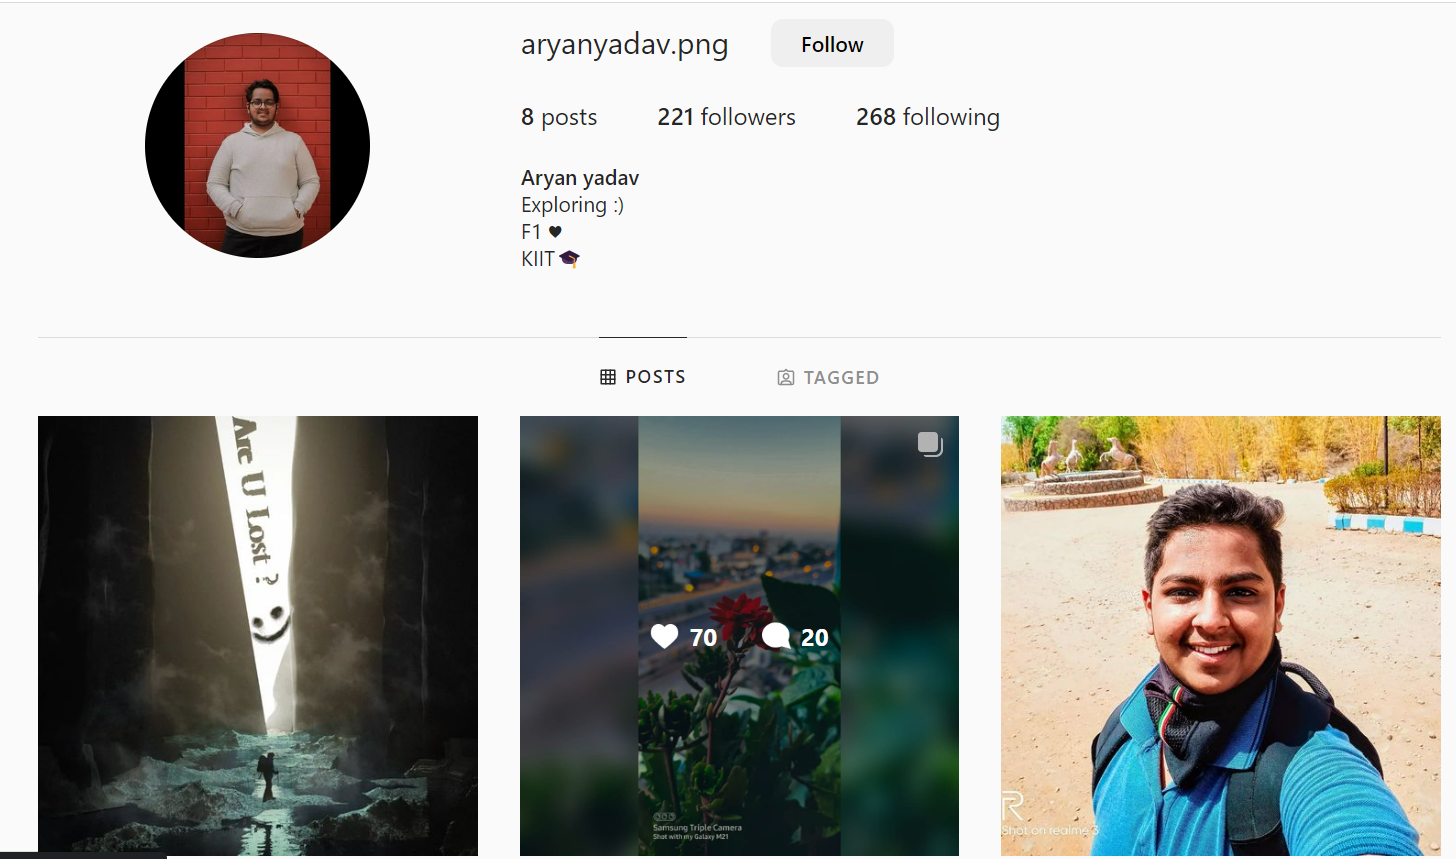 aryanyadav.png Follow
8 posts 221 followers 268 following
Aryan yadav
Exploring :)
F1 ♥
KIIT 🎓
POSTS TAGGED
Are U Lost ?
70 20
Samsung Triple Camera
Shot with my Galaxy M21
R
Shot on realme 3